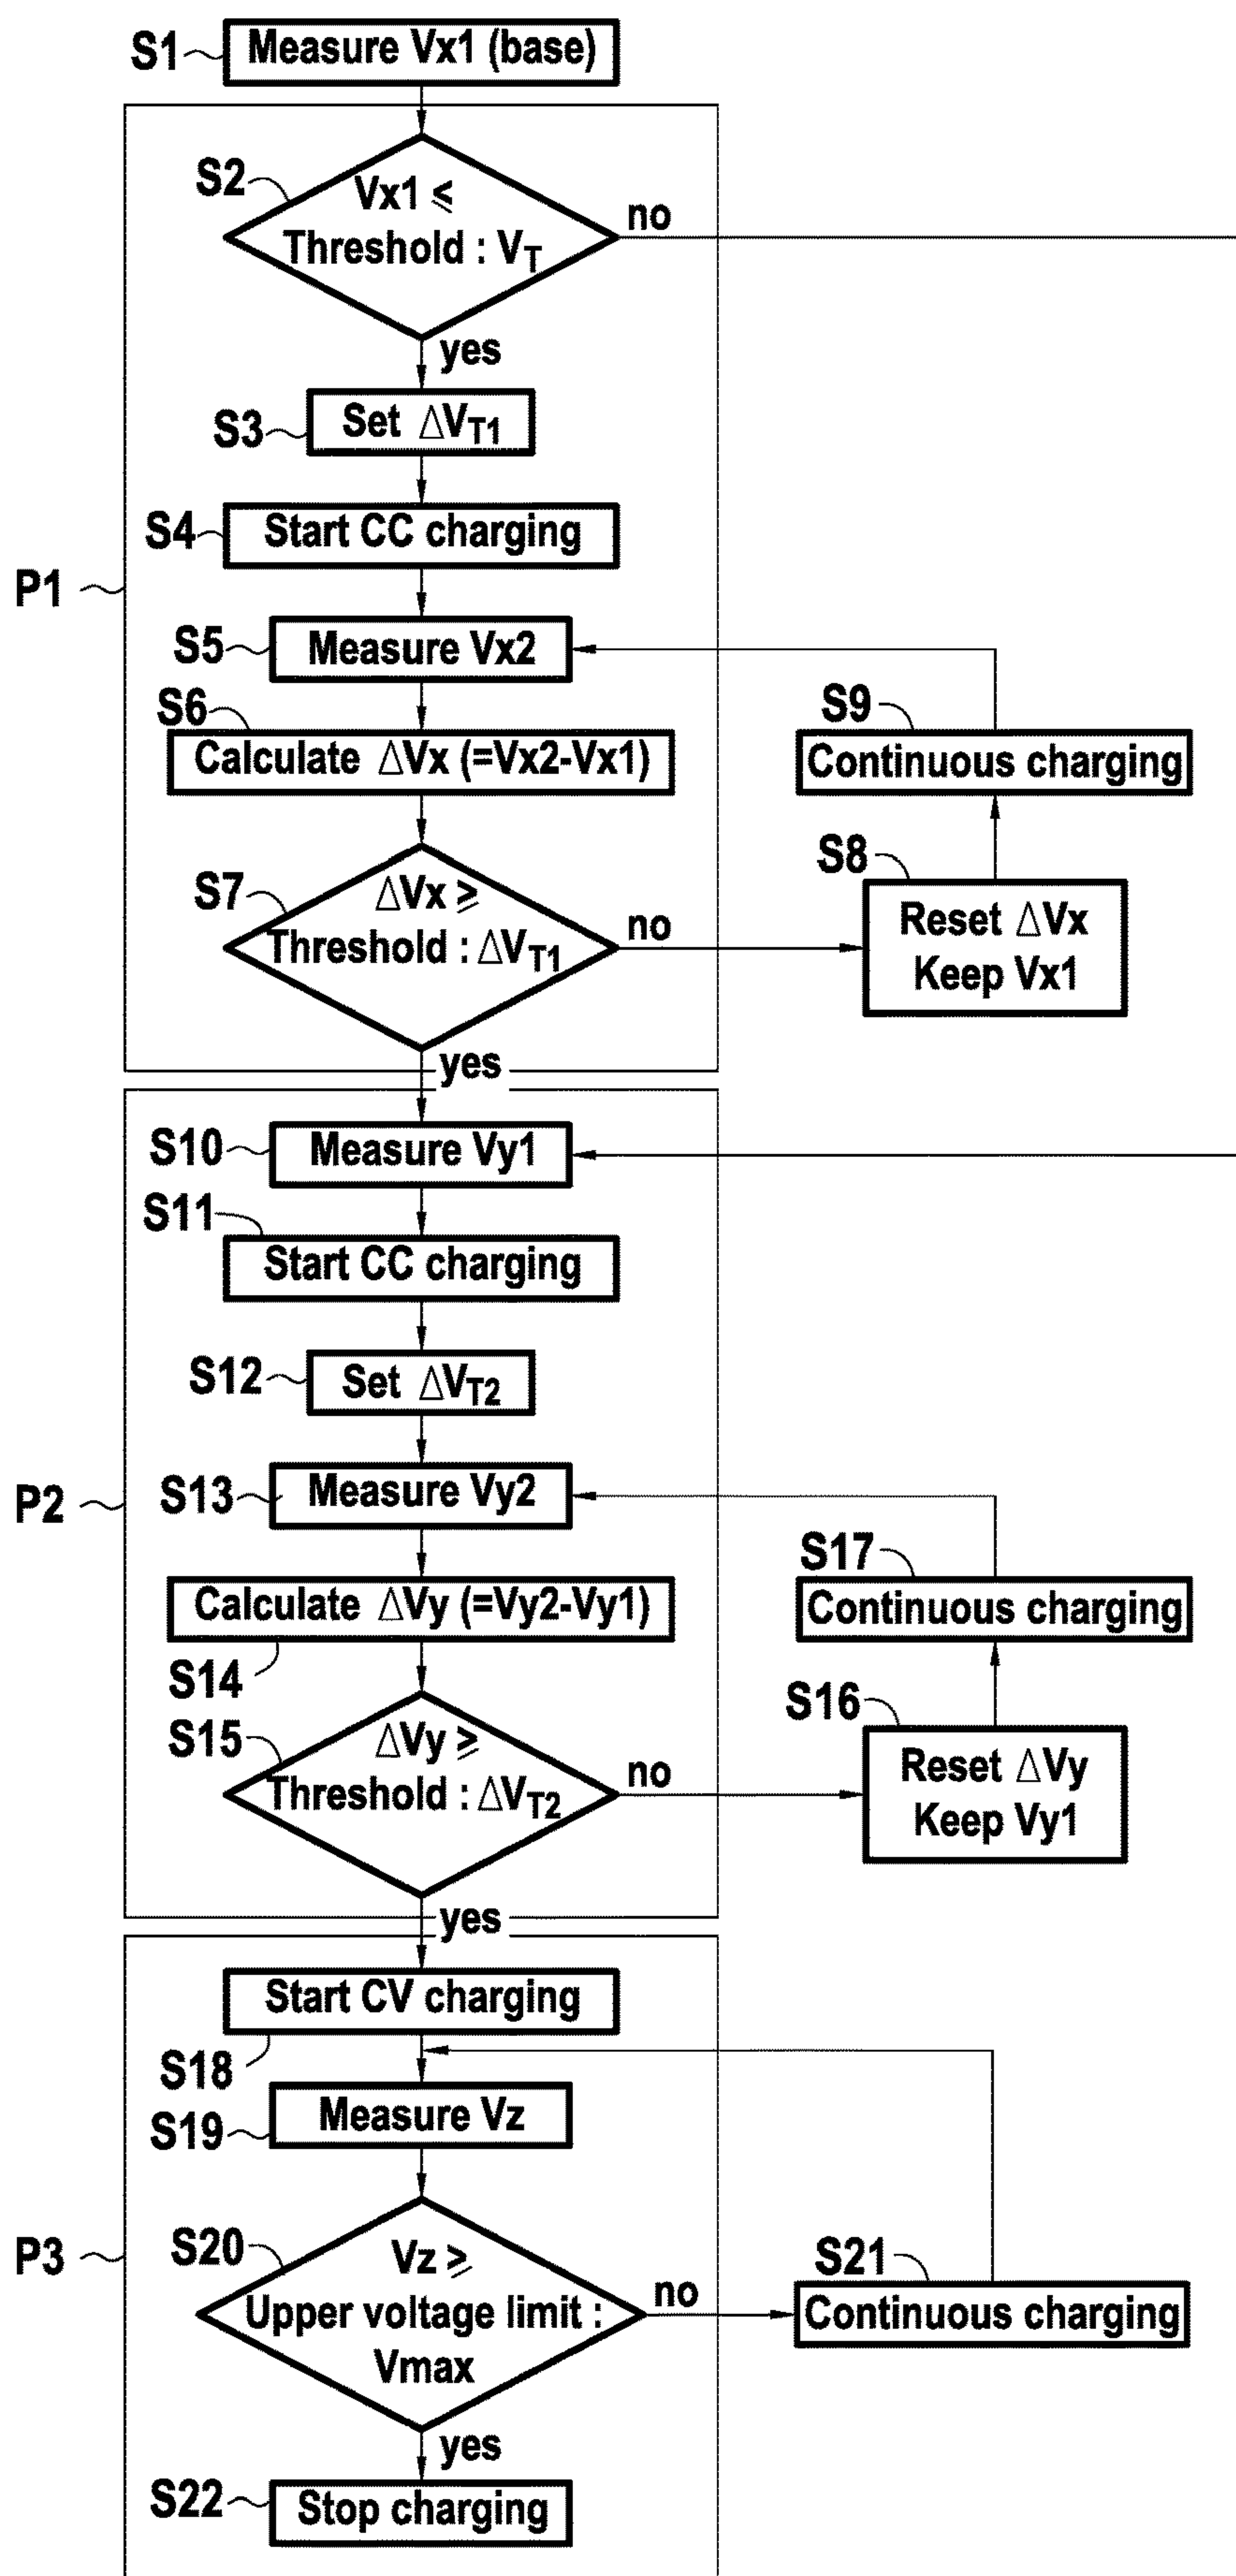 S1
Measure Vx1 (base)
S2
Vx1 ≤
Threshold : VT
no
yes
S3
Set ΔVT1
S4
Start CC charging
P1
S5
Measure Vx2
S6
Calculate ΔVx (=Vx2-Vx1)
S9
Continuous charging
S7
ΔVx ≥
Threshold : ΔVT1
no
S8
Reset ΔVx
Keep Vx1
yes
S10
Measure Vy1
S11
Start CC charging
S12
Set ΔVT2
P2
S13
Measure Vy2
S14
Calculate ΔVy (=Vy2-Vy1)
S17
Continuous charging
S15
ΔVy ≥
Threshold : ΔVT2
no
S16
Reset ΔVy
Keep Vy1
yes
Start CV charging
S18
S19
Measure Vz
P3
S20
Vz ≥
Upper voltage limit :
Vmax
no
S21
Continuous charging
yes
S22
Stop charging